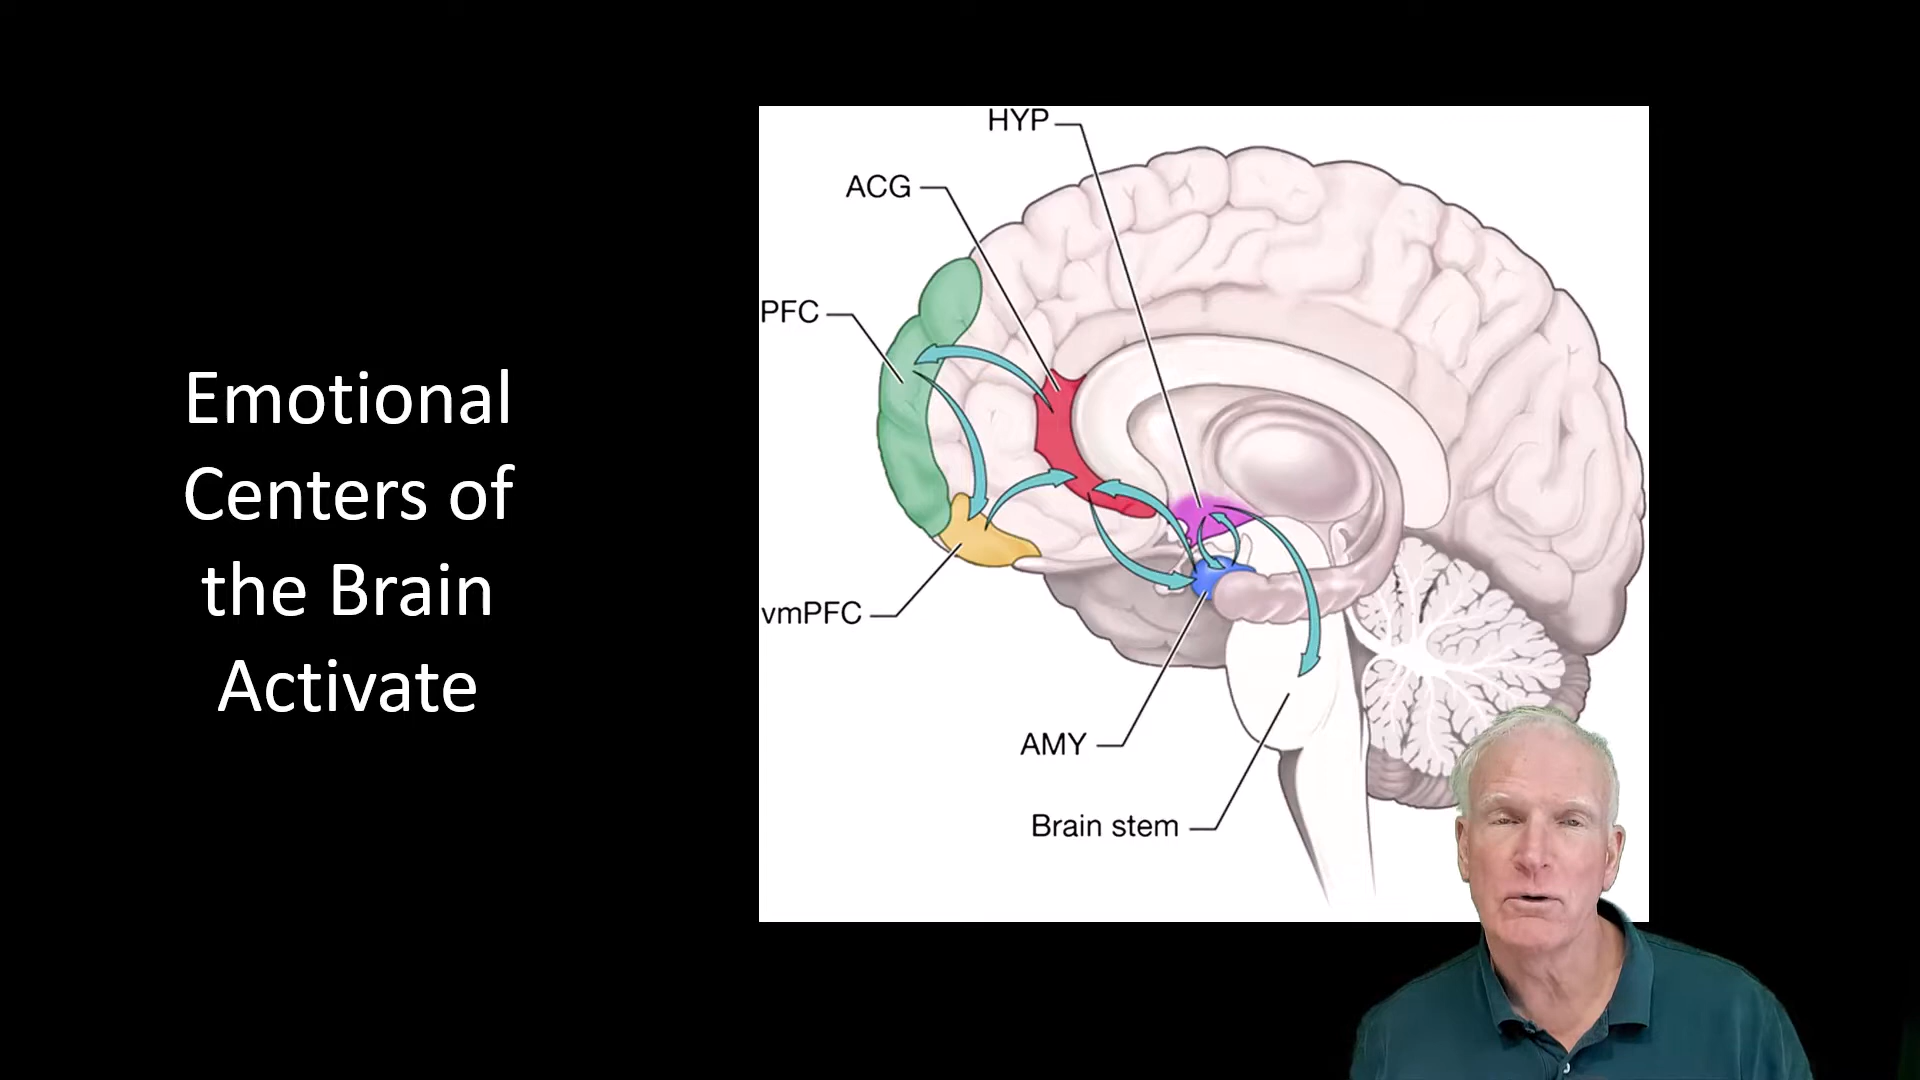 Emotional
Centers of
the Brain
Activate
HYP
ACG
PFC
vmPFC
AMY
Brain stem